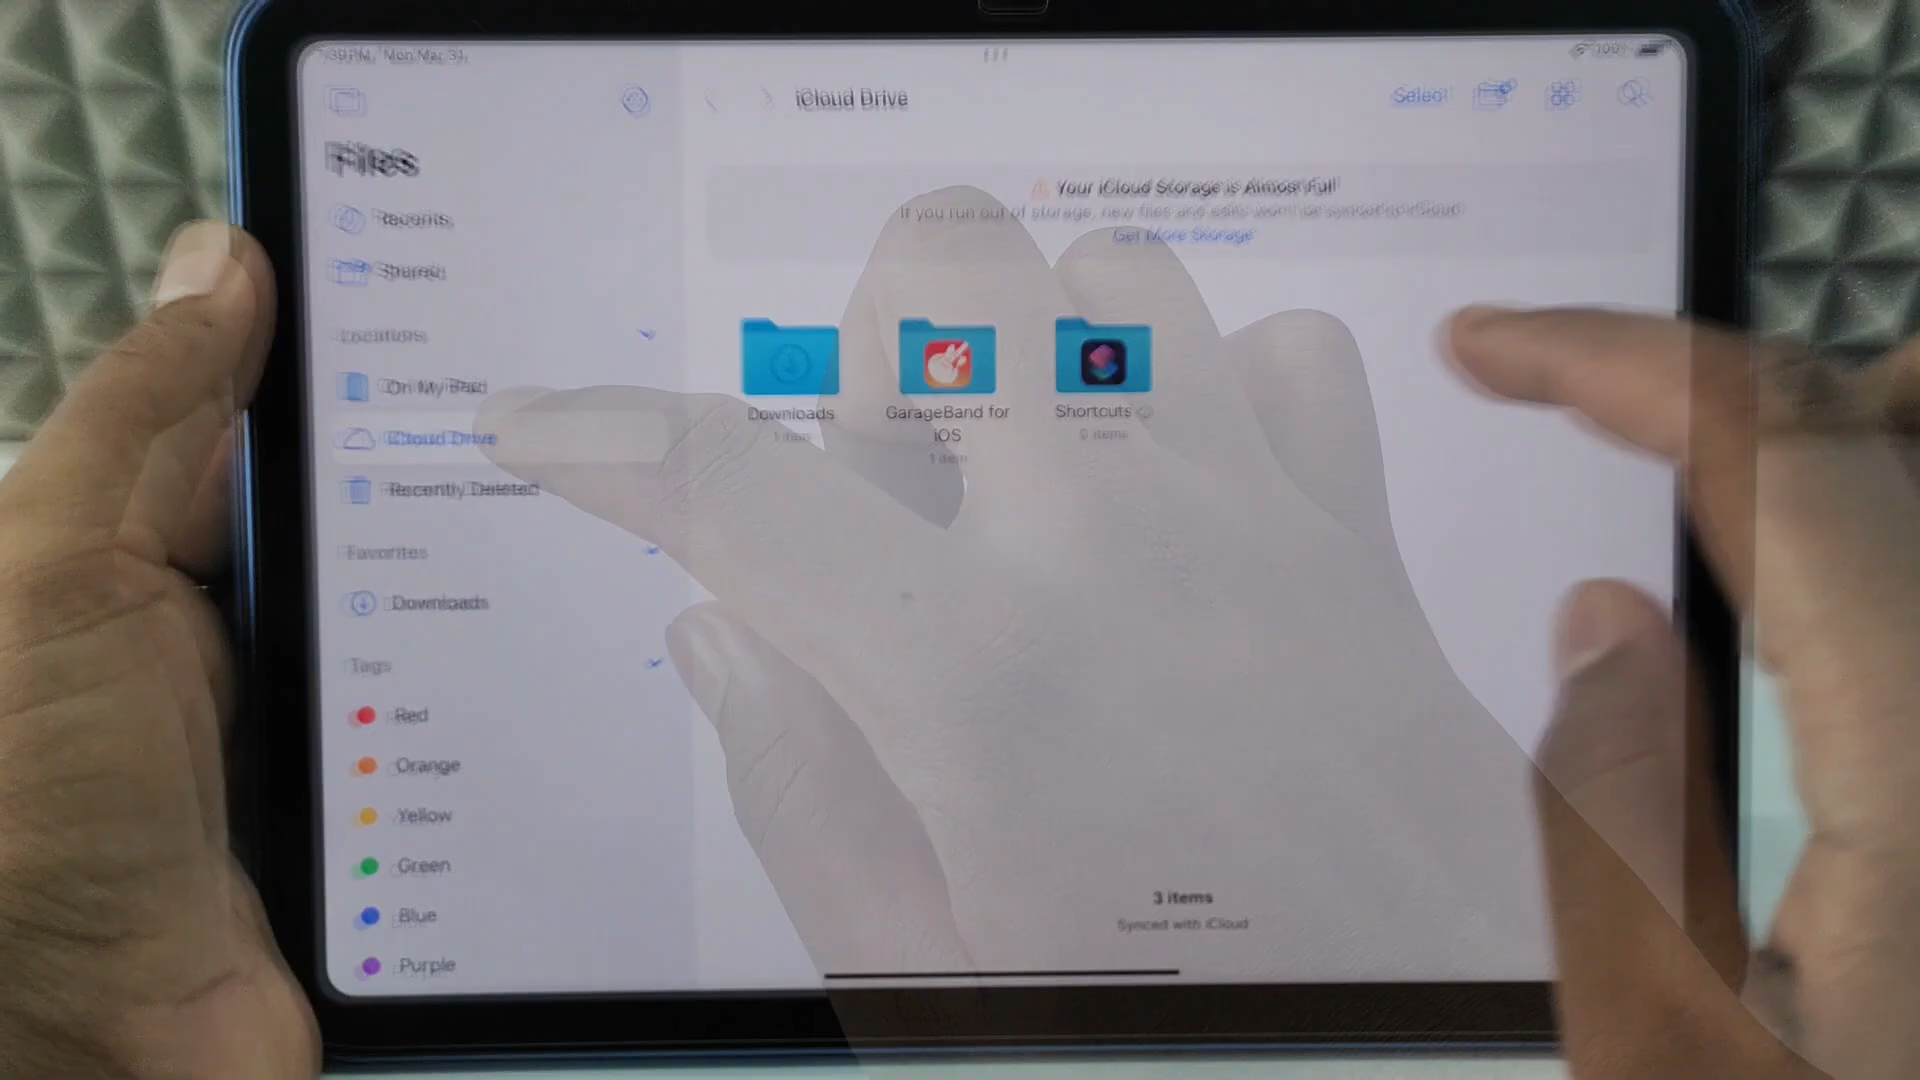 :39 PM Mon Mar 31
100%
Files
Recents
Shared
Locations
On My iPad
iCloud Drive
Recently Deleted
Favorites
Downloads
Tags
Red
Orange
Yellow
Green
Blue
Purple
iCloud Drive
Select
Your iCloud Storage is Almost Full
If you run out of storage, new files and edits won't be synced to iCloud.
Get More Storage
Downloads
1 item
GarageBand for
iOS
1 item
Shortcuts
0 items
3 items
Synced with iCloud